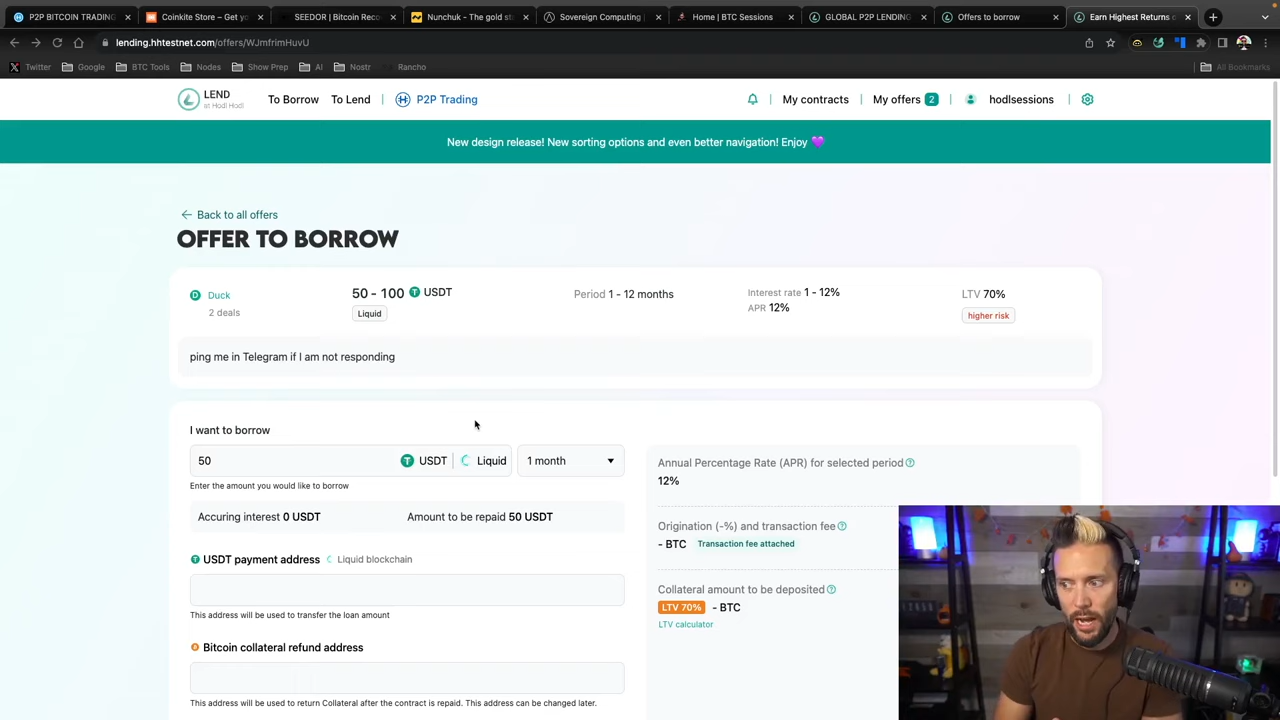 P2P BITCOIN TRADING
Coinkite Store – Get yo
SEEDOR | Bitcoin Reco
Nunchuk - The gold st
Sovereign Computing |
Home | BTC Sessions
GLOBAL P2P LENDING
Offers to borrow
Earn Highest Returns o
lending.hhtestnet.com/offers/WJmfrimHuvU
Twitter
Google
BTC Tools
Nodes
Show Prep
AI
Nostr
Rancho
All Bookmarks
LEND
at Hodl Hodl
To Borrow
To Lend
P2P Trading
My contracts
My offers 2
hodlsessions
New design release! New sorting options and even better navigation! Enjoy 💜
← Back to all offers
OFFER TO BORROW
D Duck
2 deals
50 - 100 USDT
Liquid
Period 1 - 12 months
Interest rate 1 - 12%
APR 12%
LTV 70%
higher risk
ping me in Telegram if I am not responding
I want to borrow
50 USDT | Liquid
1 month
Enter the amount you would like to borrow
Accuring interest 0 USDT
Amount to be repaid 50 USDT
USDT payment address Liquid blockchain
This address will be used to transfer the loan amount
Bitcoin collateral refund address
This address will be used to return Collateral after the contract is repaid. This address can be changed later.
Annual Percentage Rate (APR) for selected period
12%
Origination (-%) and transaction fee
- BTC Transaction fee attached
Collateral amount to be deposited
LTV 70% - BTC
LTV calculator